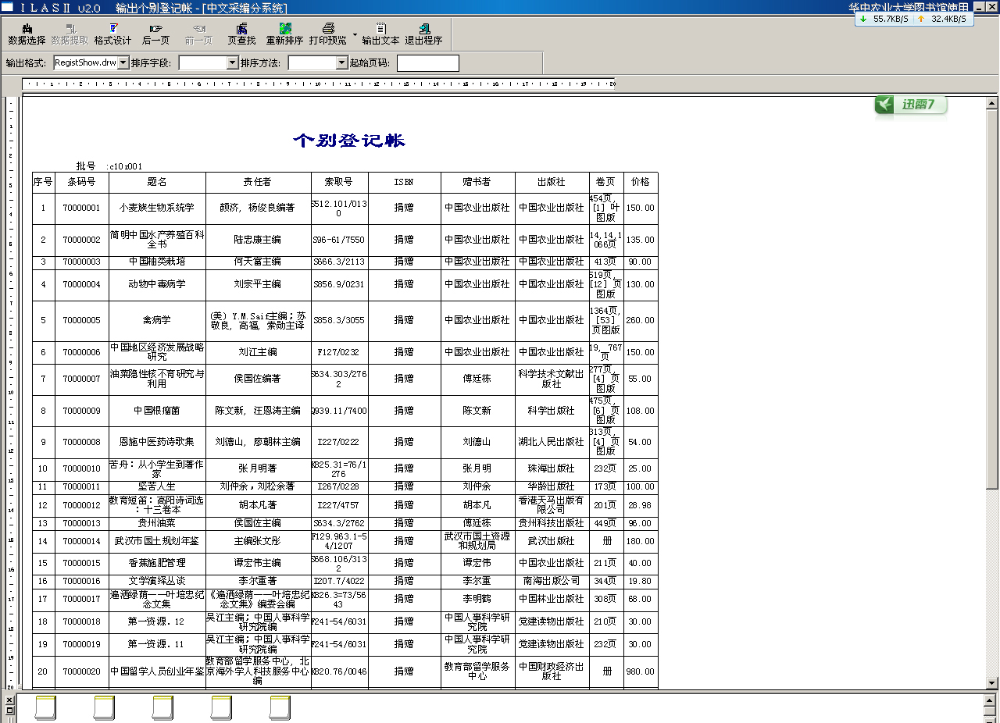 ILASⅡ v2.0 输出个别登记帐 - [中文采编分系统] 华中农业大学图书馆使用
55.7KB/S 32.4KB/S
数据选择 数据提取 格式设计 后一页 前一页 页查找 重新排序 打印预览 输出文本 退出程序
输出格式: RegistShow.drw 排序字段: 排序方法: 起始页码:
迅雷7
个别登记帐
批号 :c10z001
序号 条码号 题名 责任者 索取号 ISBN 赠书者 出版社 卷页 价格
1 70000001 小麦族生物系统学 颜济, 杨俊良编著 S512.101/0130 捐赠 中国农业出版社 中国农业出版社 454页, [1] 叶图版 150.00
2 70000002 简明中国水产养殖百科全书 陆忠康主编 S96-61/7550 捐赠 中国农业出版社 中国农业出版社 14,14,1066页 135.00
3 70000003 中国柚类栽培 何天富主编 S666.3/2113 捐赠 中国农业出版社 中国农业出版社 413页 90.00
4 70000004 动物中毒病学 刘宗平主编 S856.9/0231 捐赠 中国农业出版社 中国农业出版社 519页, [12] 页图版 130.00
5 70000005 禽病学 (美) Y.M.Saif主编；苏敬良, 高福, 索勋主译 S858.3/3055 捐赠 中国农业出版社 中国农业出版社 1364页, [53] 页图版 260.00
6 70000006 中国地区经济发展战略研究 刘江主编 F127/0232 捐赠 中国农业出版社 中国农业出版社 19, 767页 150.00
7 70000007 油菜隐性核不育研究与利用 侯国佐编著 S634.303/2762 捐赠 傅廷栋 科学技术文献出版社 277页, [4] 页图版 55.00
8 70000009 中国根瘤菌 陈文新, 汪恩涛主编 Q939.11/7400 捐赠 陈文新 科学出版社 475页, [6] 页图版 108.00
9 70000008 恩施中医药诗歌集 刘德山, 廖朝林主编 I227/0222 捐赠 刘德山 湖北人民出版社 313页, [4] 页图版 54.00
10 70000010 苦舟：从小学生到著作家 张月明著 K825.31=76/1276 捐赠 张月明 珠海出版社 232页 25.00
11 70000011 坚苦人生 刘仲余，刘松余著 I267/0228 捐赠 刘仲余 华龄出版社 173页 100.00
12 70000012 教育短笛：高阳诗词选：十三卷本 胡本凡著 I227/4757 捐赠 胡本凡 香港天马出版有限公司 201页 28.98
13 70000013 贵州油菜 侯国佐主编 S634.3/2762 捐赠 傅廷栋 贵州科技出版社 449页 96.00
14 70000014 武汉市国土规划年鉴 主编张文彤 F129.963.1-54/1207 捐赠 武汉市国土资源和规划局 武汉出版社 册 180.00
15 70000015 香蕉施肥管理 谭宏伟主编 S668.106/3132 捐赠 谭宏伟 中国农业出版社 211页 40.00
16 70000016 文学演绎丛谈 李尔重著 I207.7/4022 捐赠 李尔重 南海出版公司 344页 19.80
17 70000017 遍洒绿荫——叶培忠纪念文集 《遍洒绿荫——叶培忠纪念文集》编委会编 K826.3=73/5643 捐赠 李明鹤 中国林业出版社 308页 68.00
18 70000018 第一资源．12 吴江主编；中国人事科学研究院编 F241-54/6031 捐赠 中国人事科学研究院 党建读物出版社 210页 30.00
19 70000019 第一资源．11 吴江主编；中国人事科学研究院编 F241-54/6031 捐赠 中国人事科学研究院 党建读物出版社 232页 30.00
20 70000020 中国留学人员创业年鉴 教育部留学服务中心, 北京海外学人科技服务中心编 K820.76/0046 捐赠 教育部留学服务中心 中国财政经济出版社 册 980.00